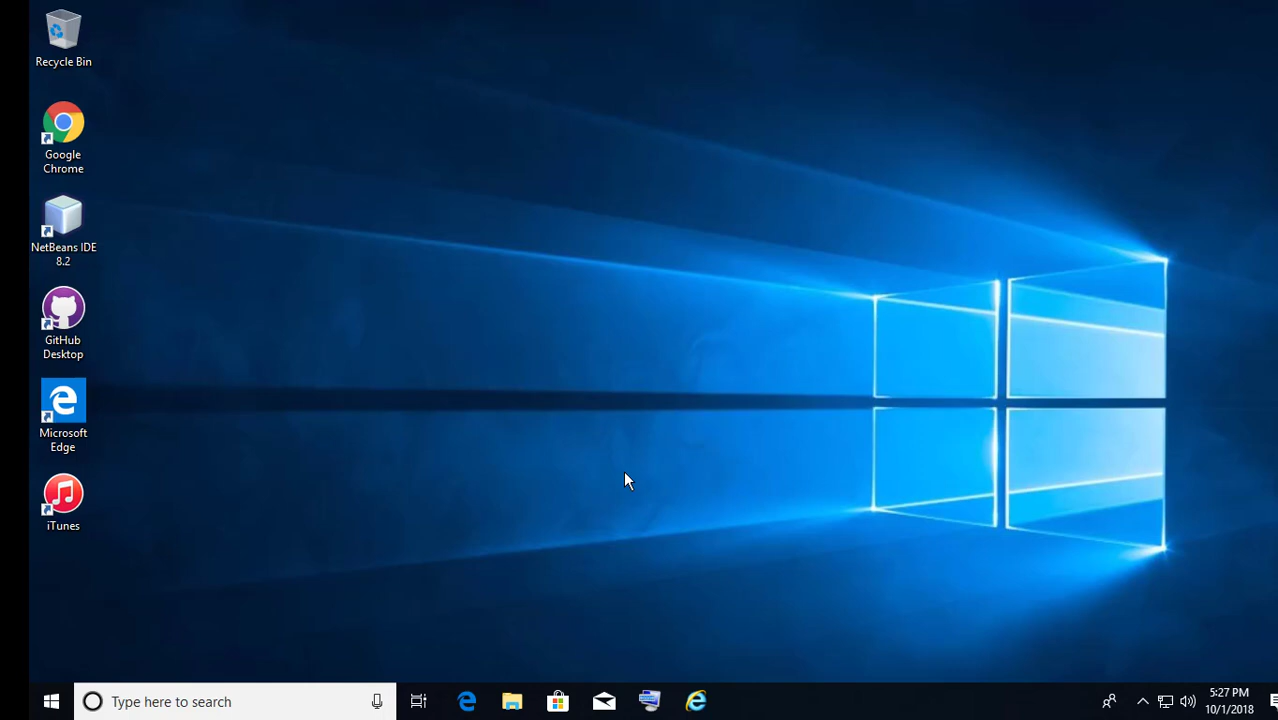 Recycle Bin
Google
Chrome
NetBeans IDE
8.2
GitHub
Desktop
Microsoft
Edge
iTunes
Type here to search
5:27 PM
10/1/2018